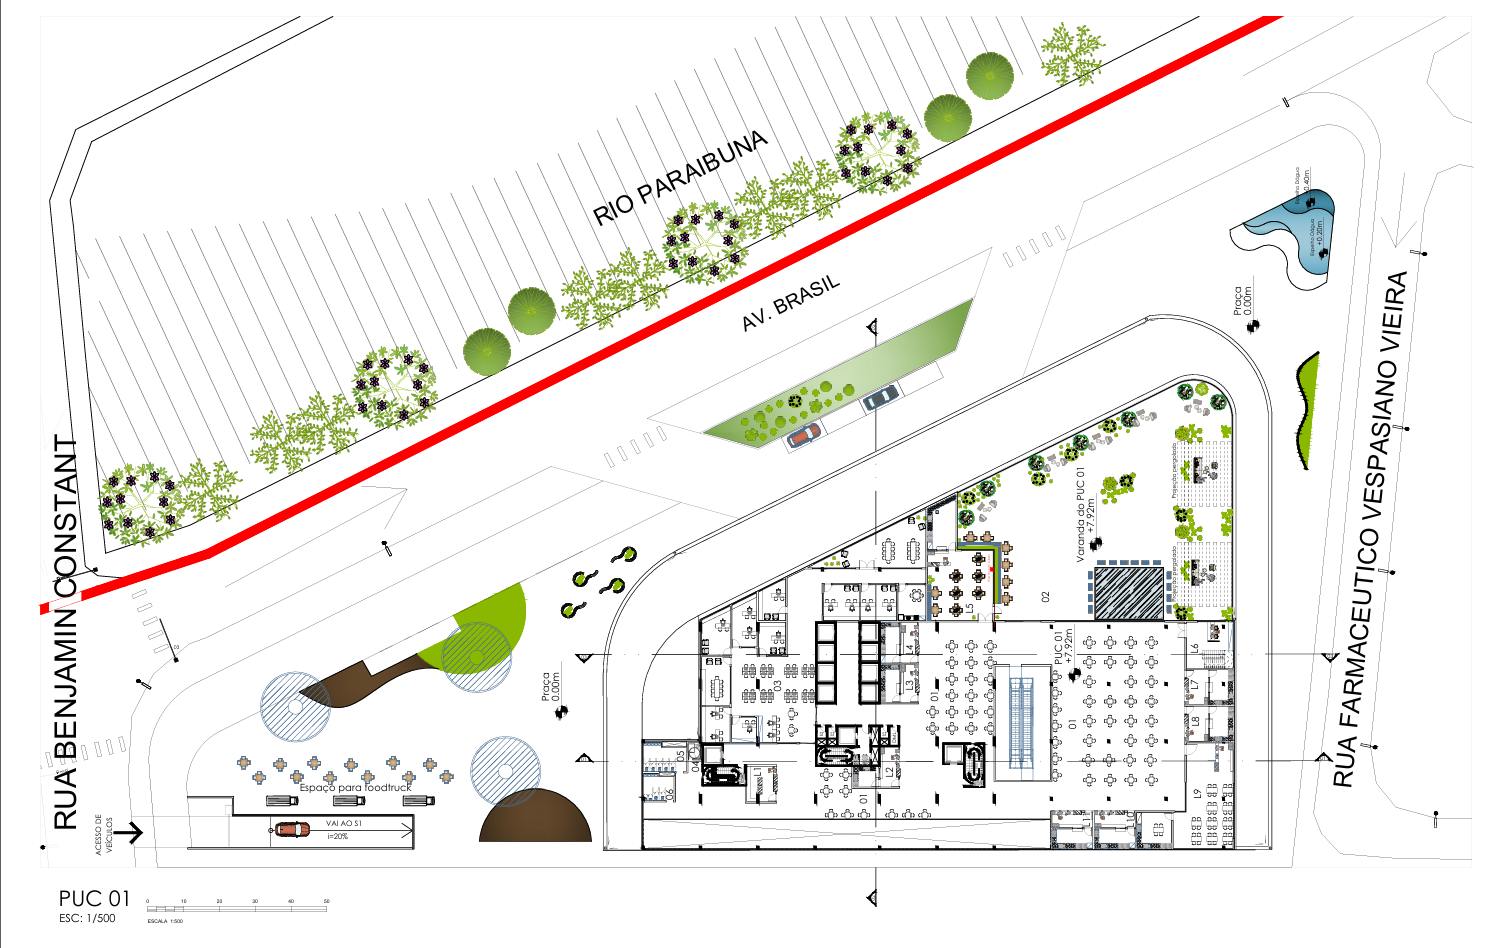 RIO PARAIBUNA
AV. BRASIL
RUA BENJAMIN CONSTANT
RUA FARMACEUTICO VESPASIANO VIEIRA
Espelho Dágua
-0.40m
Espelho Dágua
+0.20m
Praça
0.00m
Projeção pergolado
Varanda do PUC 01
+7.92m
Projeção pergolado
02
L5
PUC 01
+7.92m
L4
L3
L6
L7
L8
L9
01
01
03
Praça
0.00m
05
04
06
L1
L2
01
Espaço para foodtruck
VAI AO S1
i=20%
ACESSO DE
VEÍCULOS
PUC 01
ESC: 1/500
0 10 20 30 40 50
ESCALA 1:500